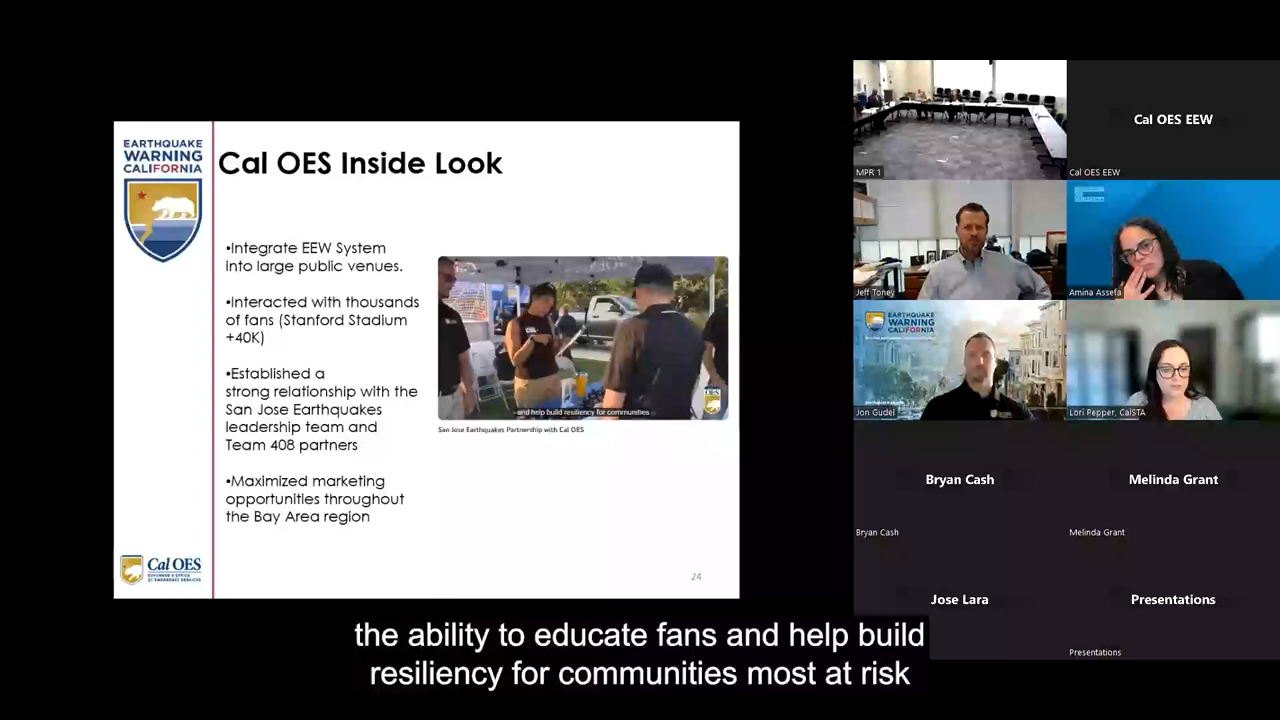 EARTHQUAKE
WARNING
CALIFORNIA
Cal OES Inside Look
•Integrate EEW System
into large public venues.
•Interacted with thousands
of fans (Stanford Stadium
+40K)
•Established a
strong relationship with the
San Jose Earthquakes
leadership team and
Team 408 partners
•Maximized marketing
opportunities throughout
the Bay Area region
- and help build resiliency for communities
San Jose Earthquakes Partnership with Cal OES
Cal OES
GOVERNOR'S OFFICE
OF EMERGENCY SERVICES
24
MPR 1
Cal OES EEW
Cal OES EEW
Jeff Toney
Amina Assefa
EARTHQUAKE
WARNING
CALIFORNIA
Jon Gudel
Lori Pepper, CalSTA
Bryan Cash
Bryan Cash
Melinda Grant
Melinda Grant
Jose Lara
Presentations
Presentations
the ability to educate fans and help build
resiliency for communities most at risk